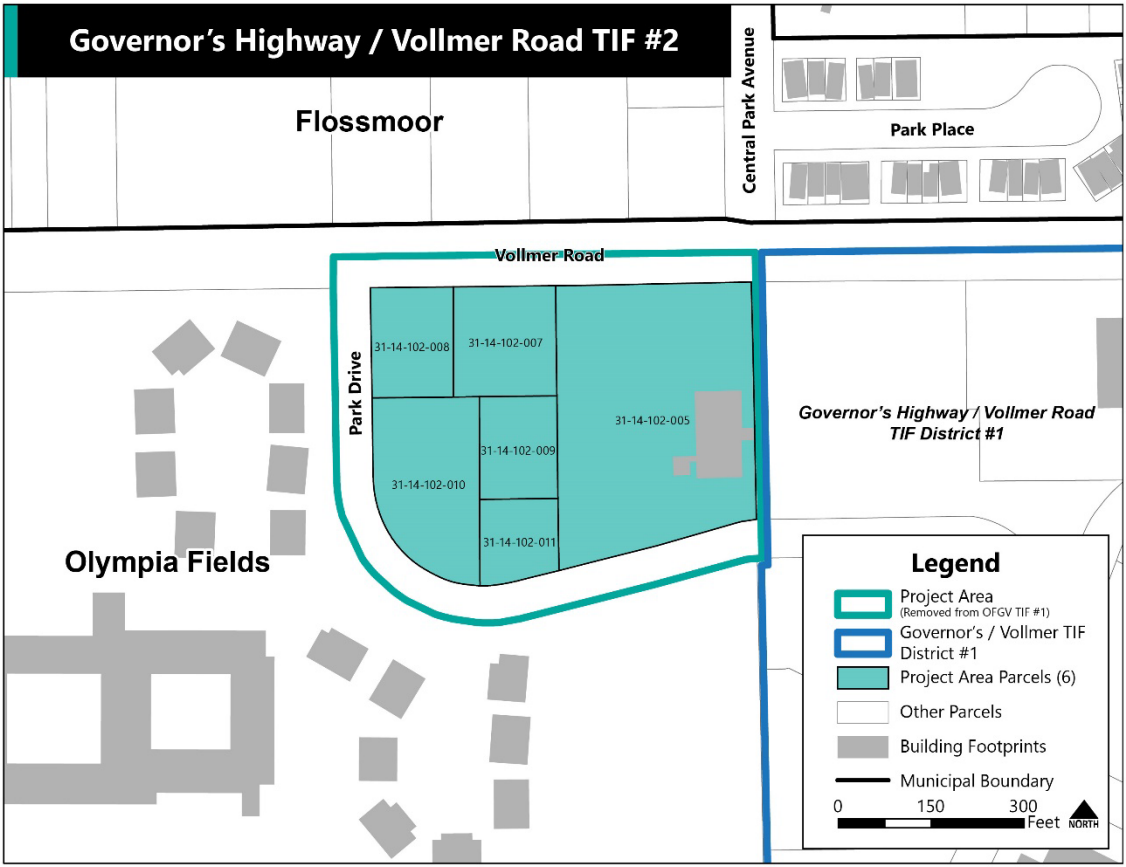 Governor's Highway / Vollmer Road TIF #2
Flossmoor
Central Park Avenue
Park Place
Vollmer Road
Park Drive
31-14-102-008
31-14-102-007
31-14-102-005
31-14-102-009
31-14-102-010
31-14-102-011
Governor's Highway / Vollmer Road
TIF District #1
Olympia Fields
Legend
Project Area
(Removed from OFGV TIF #1)
Governor's / Vollmer TIF
District #1
Project Area Parcels (6)
Other Parcels
Building Footprints
Municipal Boundary
0 150 300
Feet
NORTH